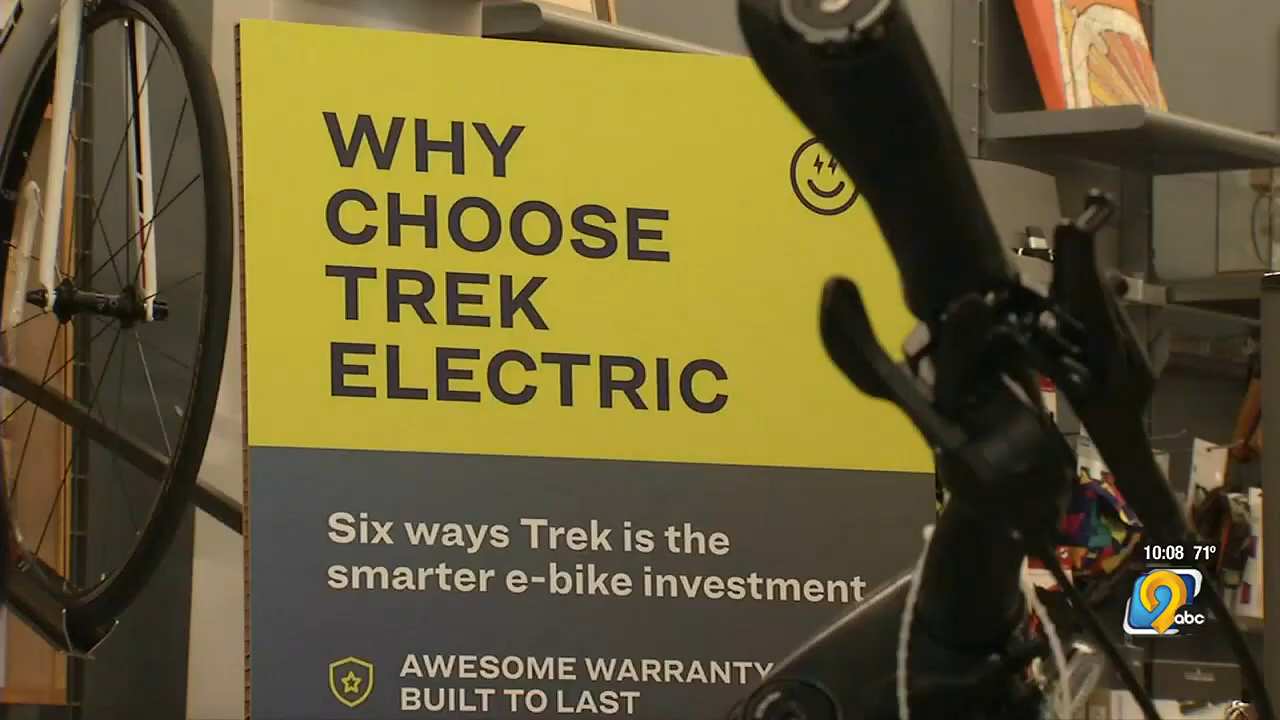 WHY
CHOOSE
TREK
ELECTRIC
Six ways Trek is the
smarter e-bike investment
AWESOME WARRANTY
BUILT TO LAST
10:08 71°
9
abc